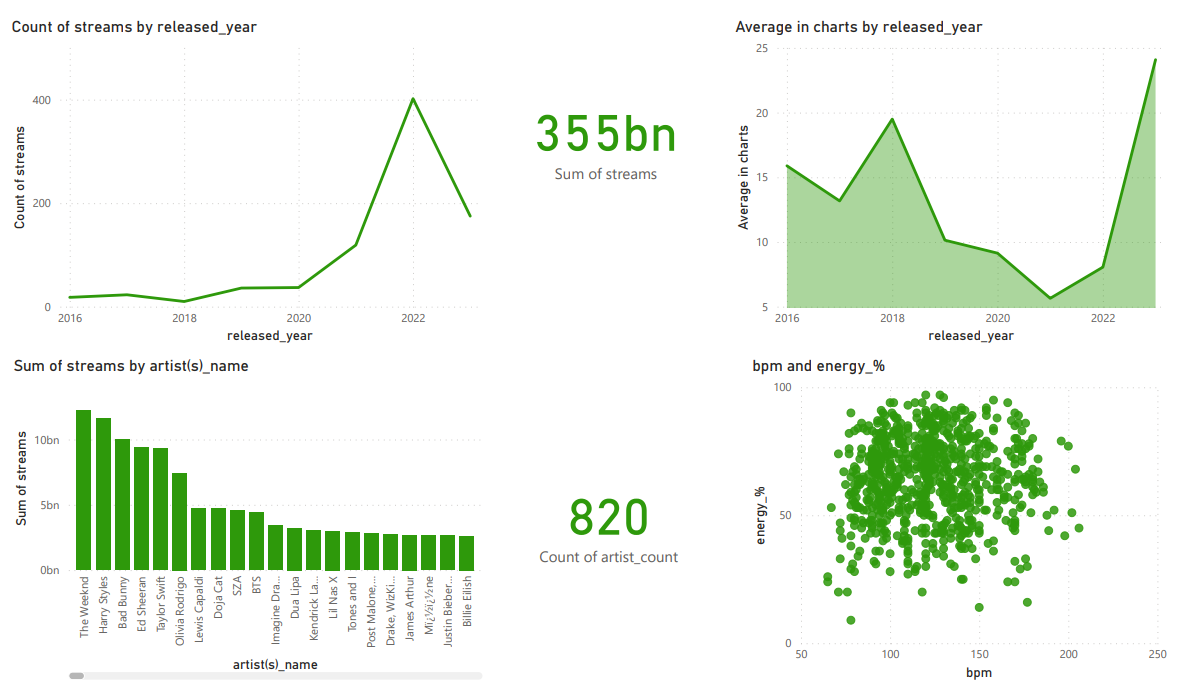 Count of streams by released_year
Count of streams
400
200
0
2016
2018
2020
2022
released_year
355bn
Sum of streams
Average in charts by released_year
Average in charts
25
20
15
10
5
2016
2018
2020
2022
released_year
Sum of streams by artist(s)_name
Sum of streams
10bn
5bn
0bn
The Weeknd
Harry Styles
Bad Bunny
Ed Sheeran
Taylor Swift
Olivia Rodrigo
Lewis Capaldi
Doja Cat
SZA
BTS
Imagine Dra...
Dua Lipa
Kendrick La...
Lil Nas X
Tones and I
Post Malone,...
Drake, WizKi...
James Arthur
Mï¿½ï¿½ne
Justin Bieber...
Billie Eilish
artist(s)_name
820
Count of artist_count
bpm and energy_%
energy_%
100
50
0
50
100
150
200
250
bpm